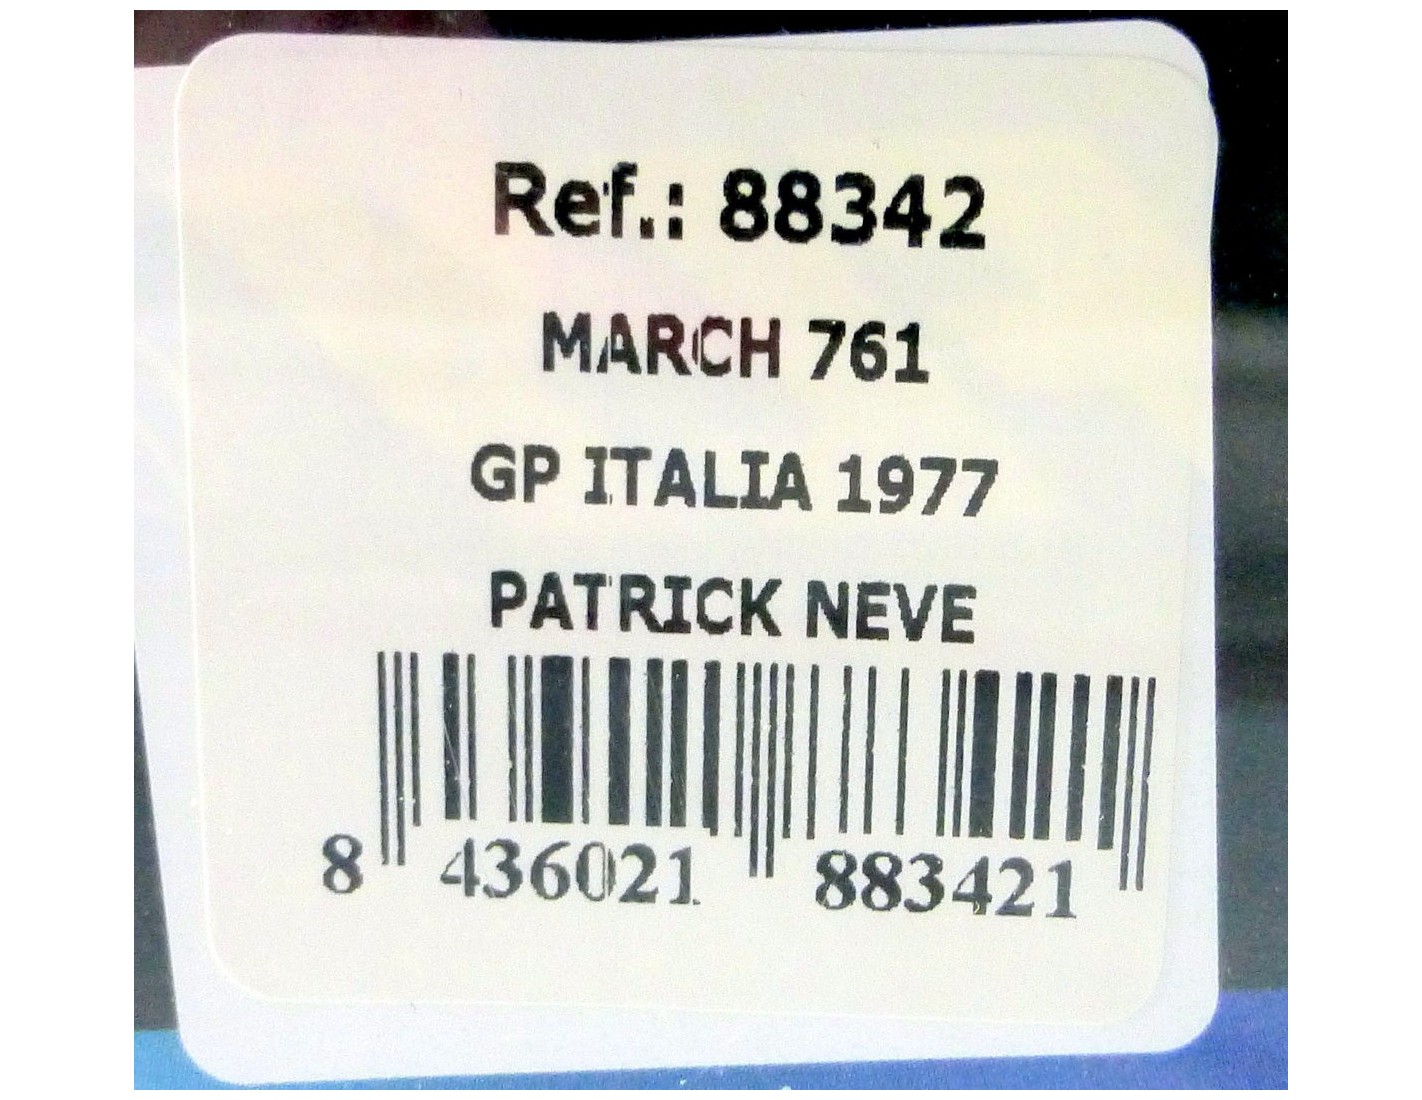 Ref.: 88342
MARCH 761
GP ITALIA 1977
PATRICK NEVE
8 436021 883421